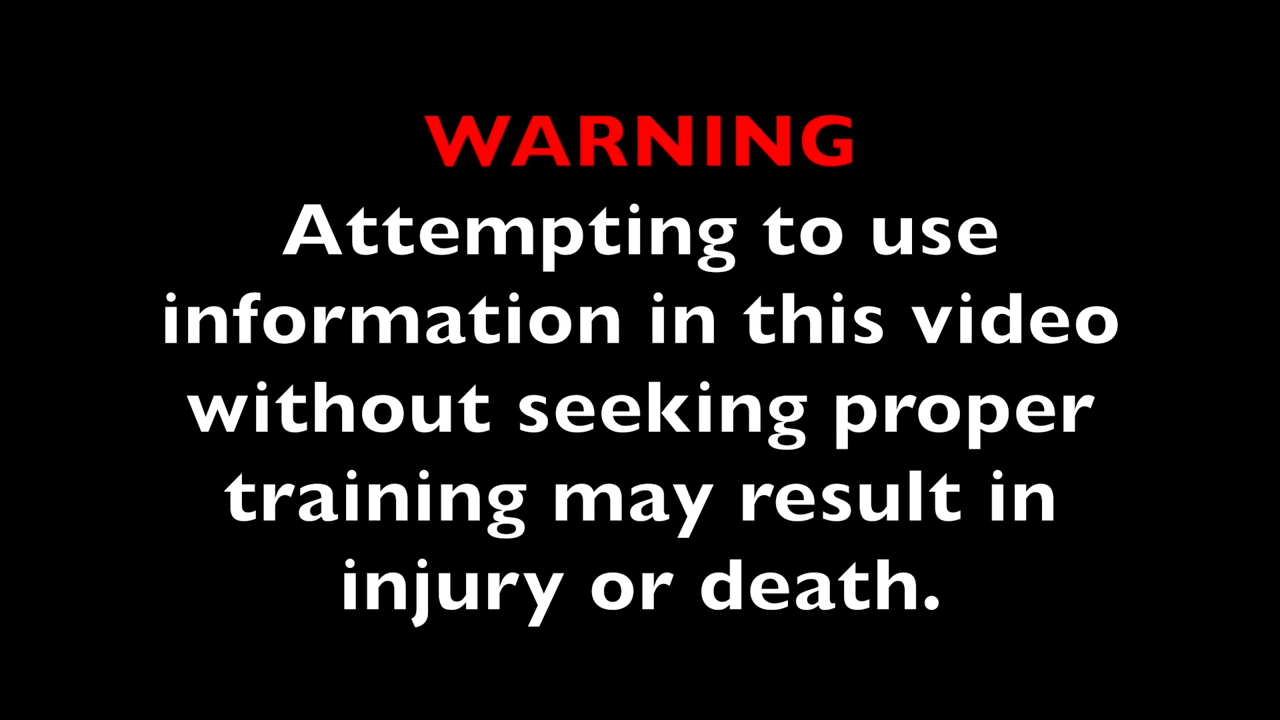 WARNING
Attempting to use
information in this video
without seeking proper
training may result in
injury or death.